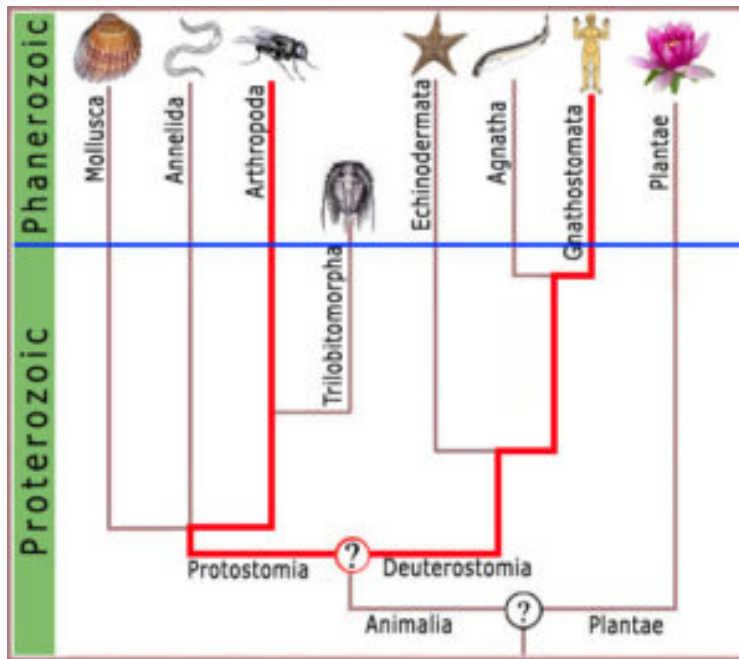 Phanerozoic
Proterozoic
Mollusca
Annelida
Arthropoda
Trilobitomorpha
Echinodermata
Agnatha
Gnathostomata
Plantae
?
Protostomia
Deuterostomia
?
Animalia
Plantae